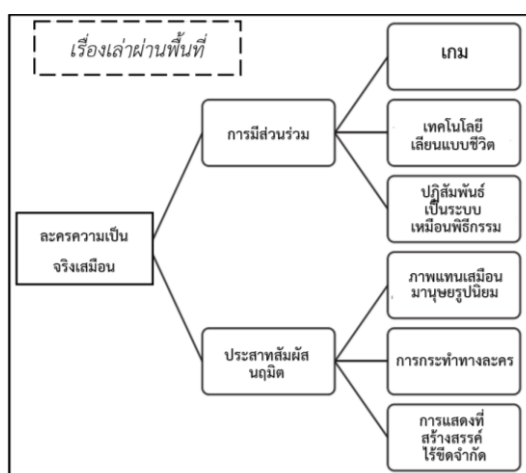 เรื่องเล่าผ่านพื้นที่
เกม
การมีส่วนร่วม
เทคโนโลยี
เลียนแบบชีวิต
ปฏิสัมพันธ์
เป็นระบบ
เหมือนพิธีกรรม
ละครความเป็น
จริงเสมือน
ภาพแทนเสมือน
มานุษยรูปนิยม
ประสาทสัมผัส
นฤมิต
การกระทำทางละคร
การแสดงที่
สร้างสรรค์
ไร้ขีดจำกัด